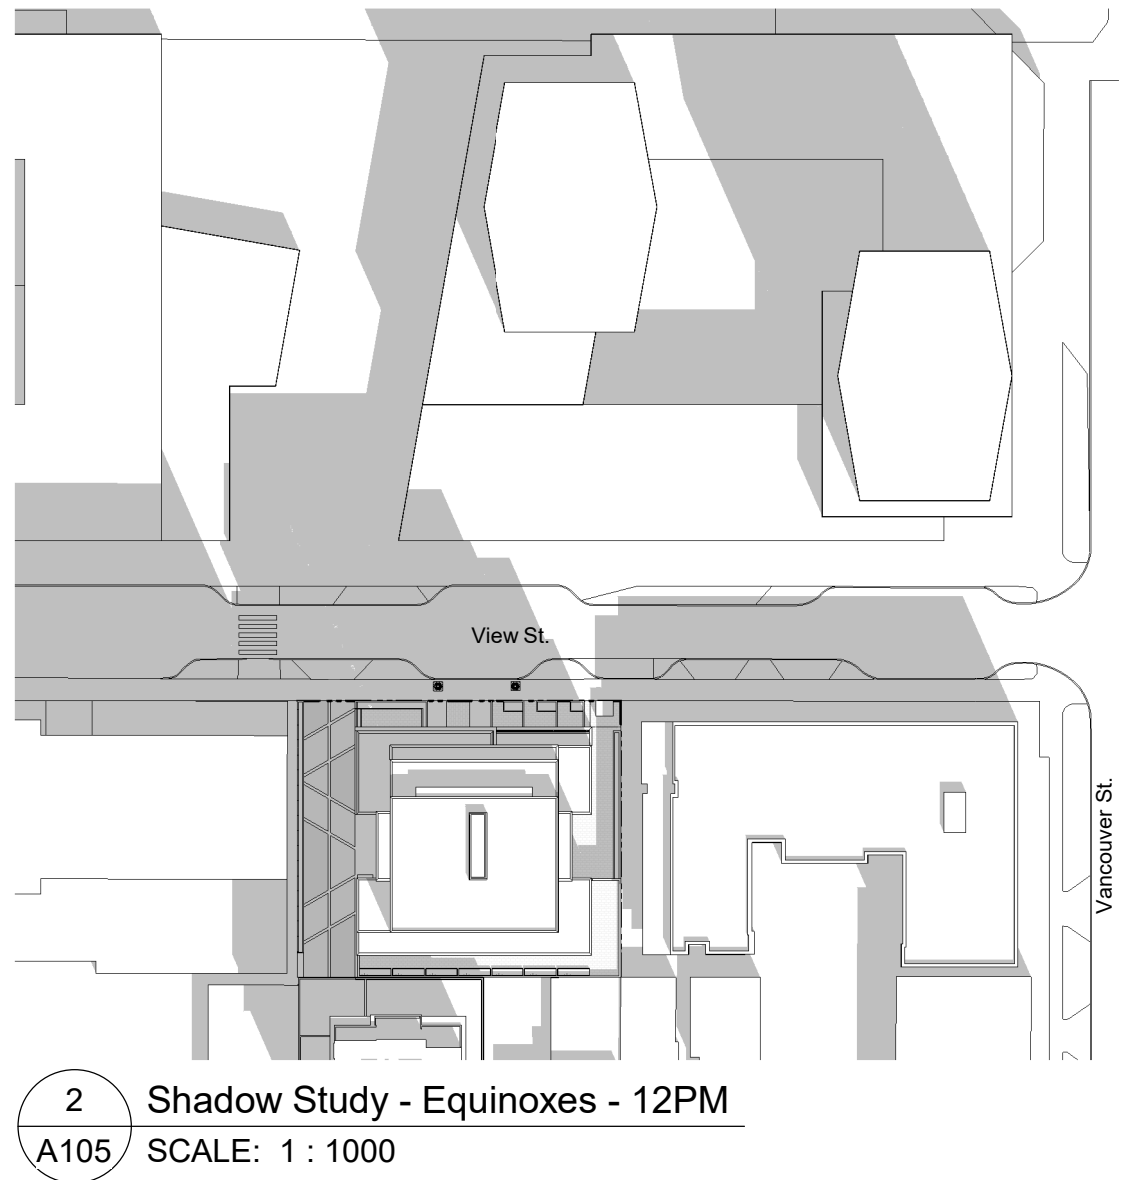 View St.
Vancouver St.
2
A105
Shadow Study - Equinoxes - 12PM
SCALE: 1 : 1000